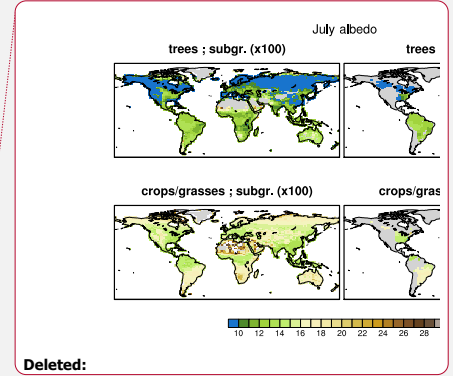 July albedo
trees ; subgr. (x100)
trees
crops/grasses ; subgr. (x100)
crops/gras
10 12 14 16 18 20 22 24 26 28
Deleted: